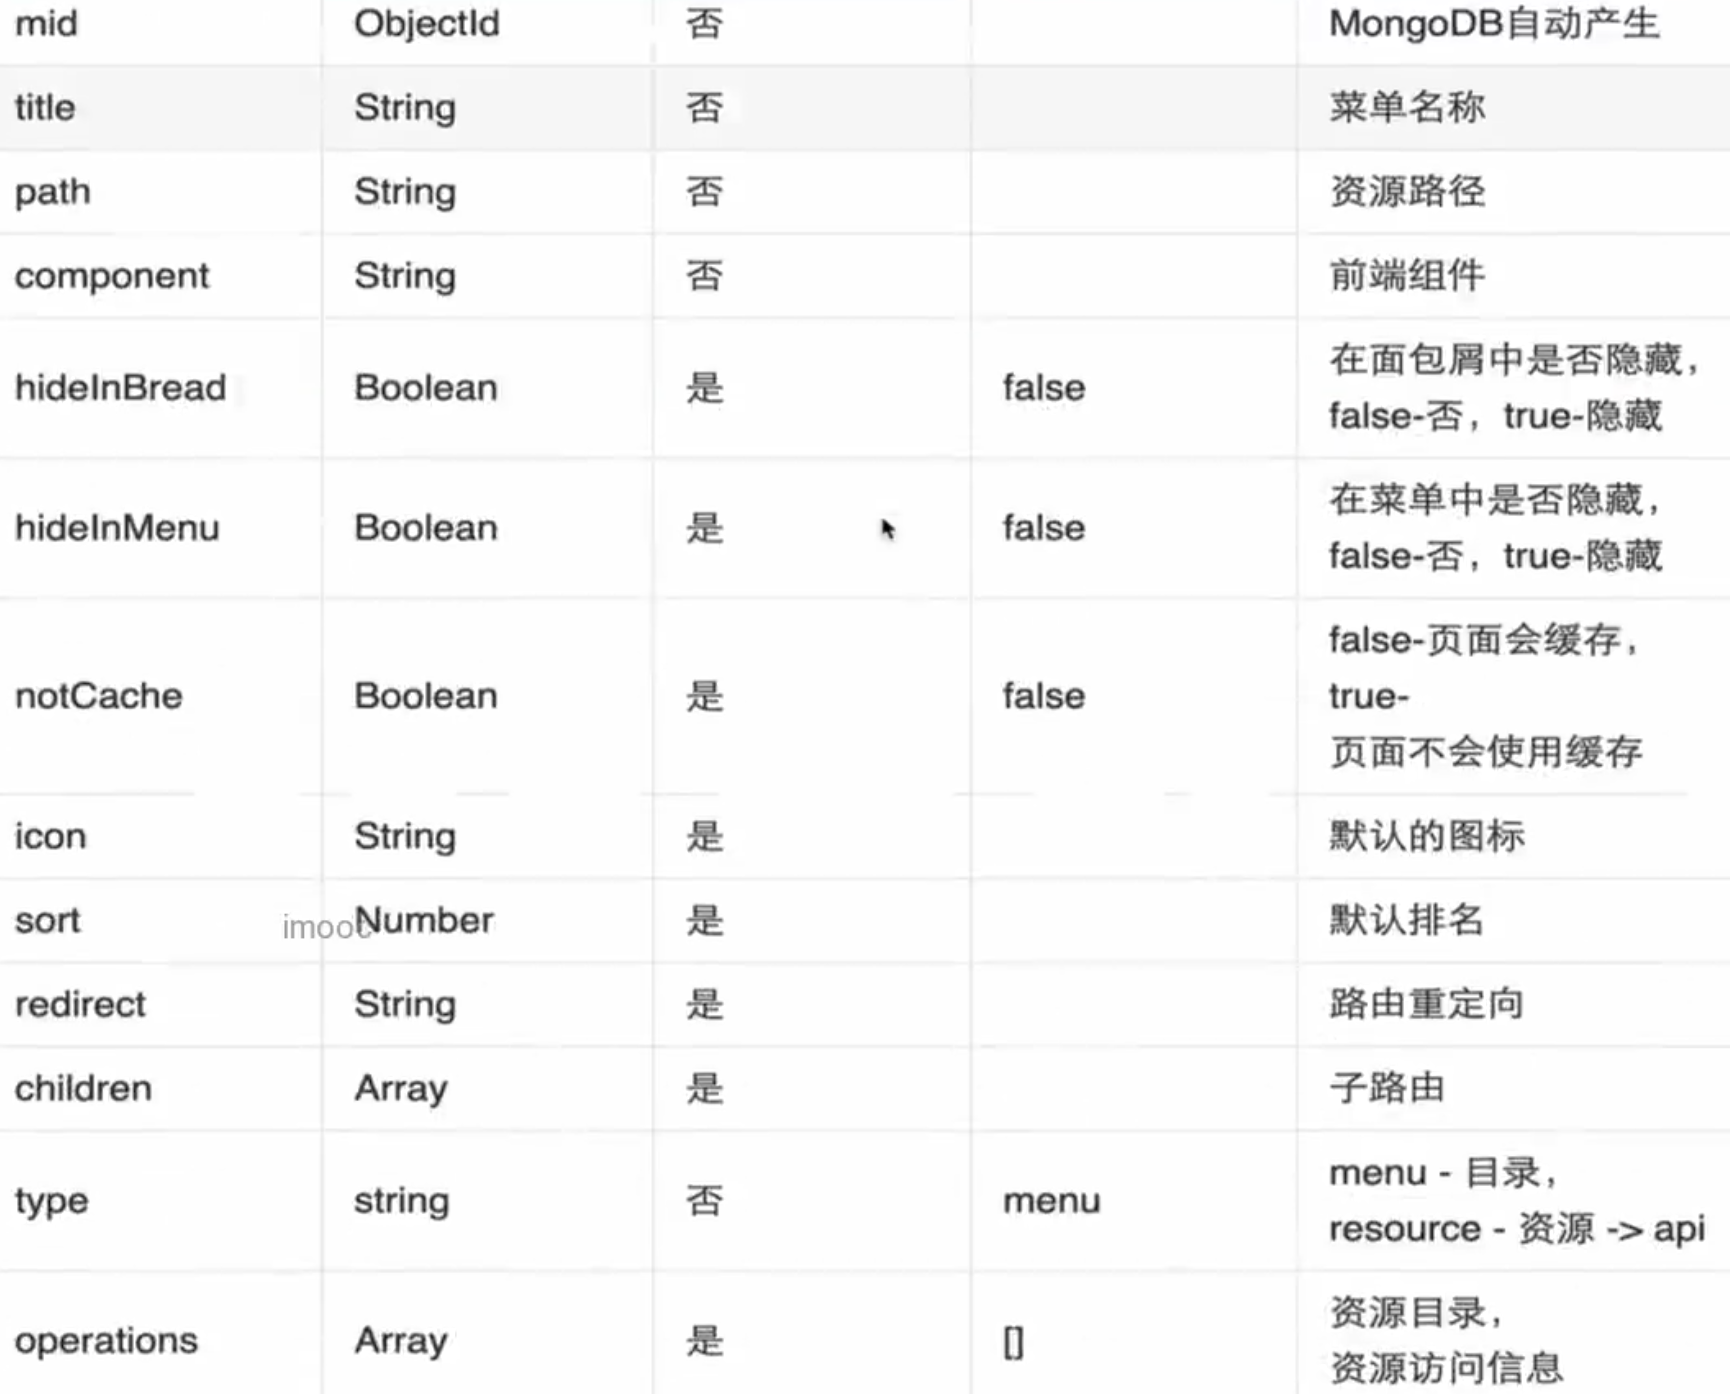 mid ObjectId 否 MongoDB自动产生
title String 否 菜单名称
path String 否 资源路径
component String 否 前端组件
hideInBread Boolean 是 false 在面包屑中是否隐藏，
false-否，true-隐藏
hideInMenu Boolean 是 false 在菜单中是否隐藏，
false-否，true-隐藏
notCache Boolean 是 false false-页面会缓存，
true-
页面不会使用缓存
icon String 是 默认的图标
sort Number 是 默认排名
imooc
redirect String 是 路由重定向
children Array 是 子路由
type string 否 menu menu - 目录，
resource - 资源 -> api
operations Array 是 [] 资源目录，
资源访问信息